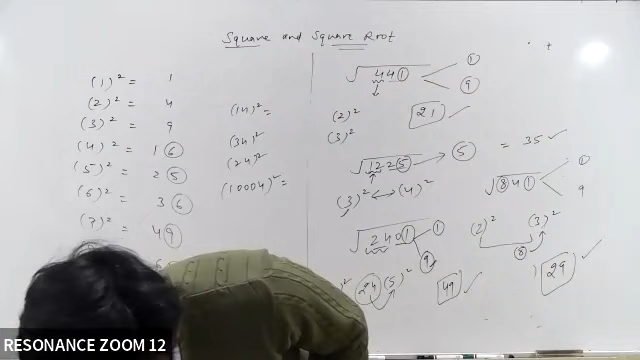 Square and Square Root
(1)² = 1
(2)² = 4
(3)² = 9
(4)² = 16
(5)² = 25
(6)² = 36
(7)² = 49
(14)² =
(34)²
(24)²
(10004)² =
√441
1
9
(2)²
(3)²
21
√1225
5
= 35
(3)² ↔ (4)²
√2401
1
9
24 (5)²
49
√841
1
9
(2)² (3)²
8
29
RESONANCE ZOOM 12